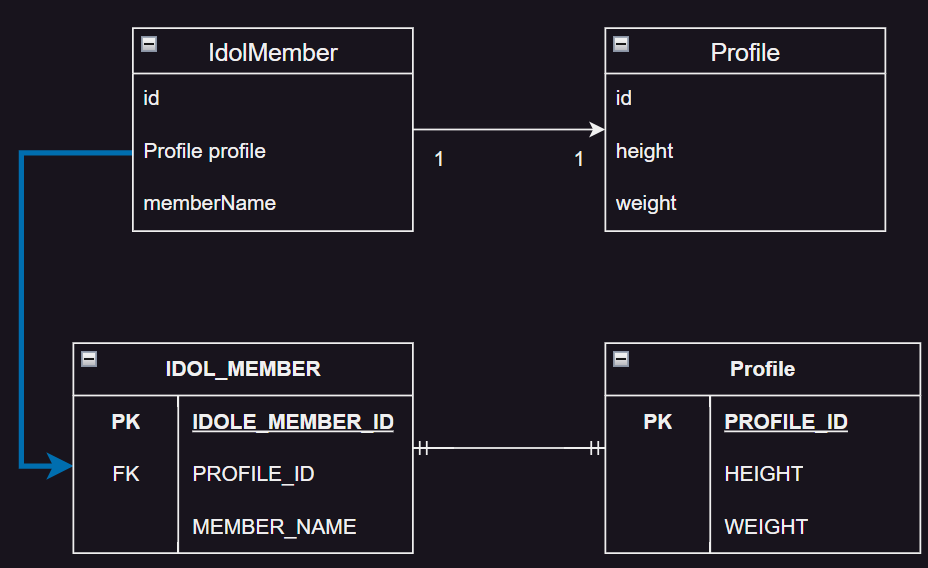 IdolMember
id
Profile profile
memberName
1
1
Profile
id
height
weight
IDOL_MEMBER
PK IDOLE_MEMBER_ID
FK PROFILE_ID
MEMBER_NAME
Profile
PK PROFILE_ID
HEIGHT
WEIGHT